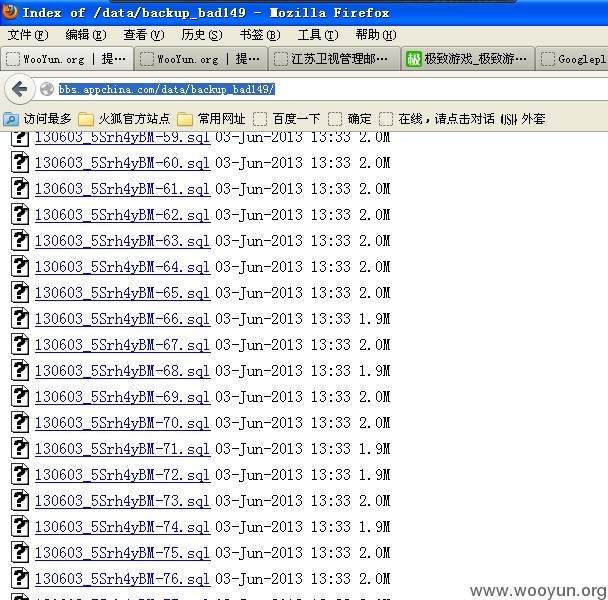 Index of /data/backup_bad149 - Mozilla Firefox
文件(F) 编辑(E) 查看(V) 历史(S) 书签(B) 工具(T) 帮助(H)
WooYun.org | 提… WooYun.org | 提… 江苏卫视管理邮… 极 极致游戏_极致游… Googlepl
bbs.appchina.com/data/backup_bad149/
访问最多 火狐官方站点 常用网址 百度一下 确定 在线，请点击对话 外套
130603_5Srh4yBM-59.sql 03-Jun-2013 13:33 2.0M
130603_5Srh4yBM-60.sql 03-Jun-2013 13:33 2.0M
130603_5Srh4yBM-61.sql 03-Jun-2013 13:33 2.0M
130603_5Srh4yBM-62.sql 03-Jun-2013 13:33 2.0M
130603_5Srh4yBM-63.sql 03-Jun-2013 13:33 2.0M
130603_5Srh4yBM-64.sql 03-Jun-2013 13:33 2.0M
130603_5Srh4yBM-65.sql 03-Jun-2013 13:33 2.0M
130603_5Srh4yBM-66.sql 03-Jun-2013 13:33 1.9M
130603_5Srh4yBM-67.sql 03-Jun-2013 13:33 2.0M
130603_5Srh4yBM-68.sql 03-Jun-2013 13:33 1.9M
130603_5Srh4yBM-69.sql 03-Jun-2013 13:33 2.0M
130603_5Srh4yBM-70.sql 03-Jun-2013 13:33 2.0M
130603_5Srh4yBM-71.sql 03-Jun-2013 13:33 1.9M
130603_5Srh4yBM-72.sql 03-Jun-2013 13:33 1.9M
130603_5Srh4yBM-73.sql 03-Jun-2013 13:33 2.0M
130603_5Srh4yBM-74.sql 03-Jun-2013 13:33 1.9M
130603_5Srh4yBM-75.sql 03-Jun-2013 13:33 2.0M
130603_5Srh4yBM-76.sql 03-Jun-2013 13:33 2.0M
www.wooyun.org